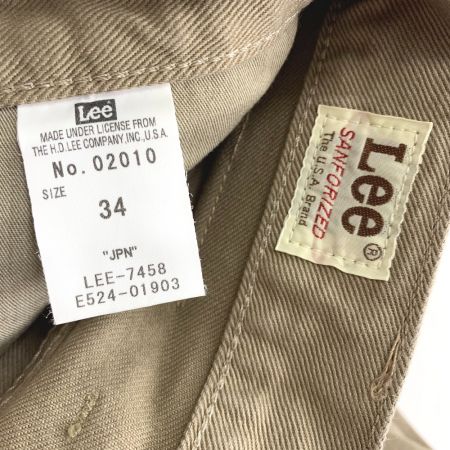 Lee
MADE UNDER LICENSE FROM
THE H.D.LEE COMPANY,INC.,U.S.A.
No. 02010
SIZE
34
"JPN"
LEE-7458
E524-01903
Lee®
SANFORIZED
The U.S.A. Brand